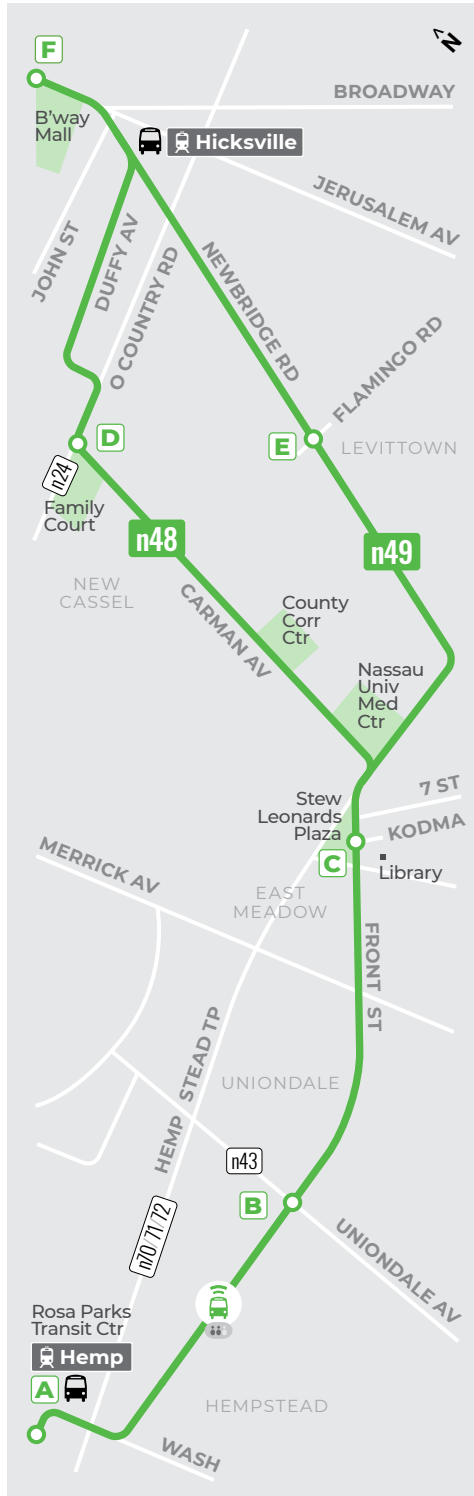 F
N
BROADWAY
B'way
Mall
Hicksville
JERUSALEM AV
JOHN ST
DUFFY AV
O COUNTRY RD
NEWBRIDGE RD
FLAMINGO RD
D
E
LEVITTOWN
n24
Family
Court
n48
n49
NEW
CASSEL
CARMAN AV
County
Corr
Ctr
Nassau
Univ
Med
Ctr
7 ST
Stew
Leonards
Plaza
KODMA
C
Library
MERRICK AV
EAST
MEADOW
FRONT ST
HEMP STEAD TP
UNIONDALE
n43
B
UNIONDALE AV
n70/71/72
Rosa Parks
Transit Ctr
Hemp
A
HEMPSTEAD
WASH